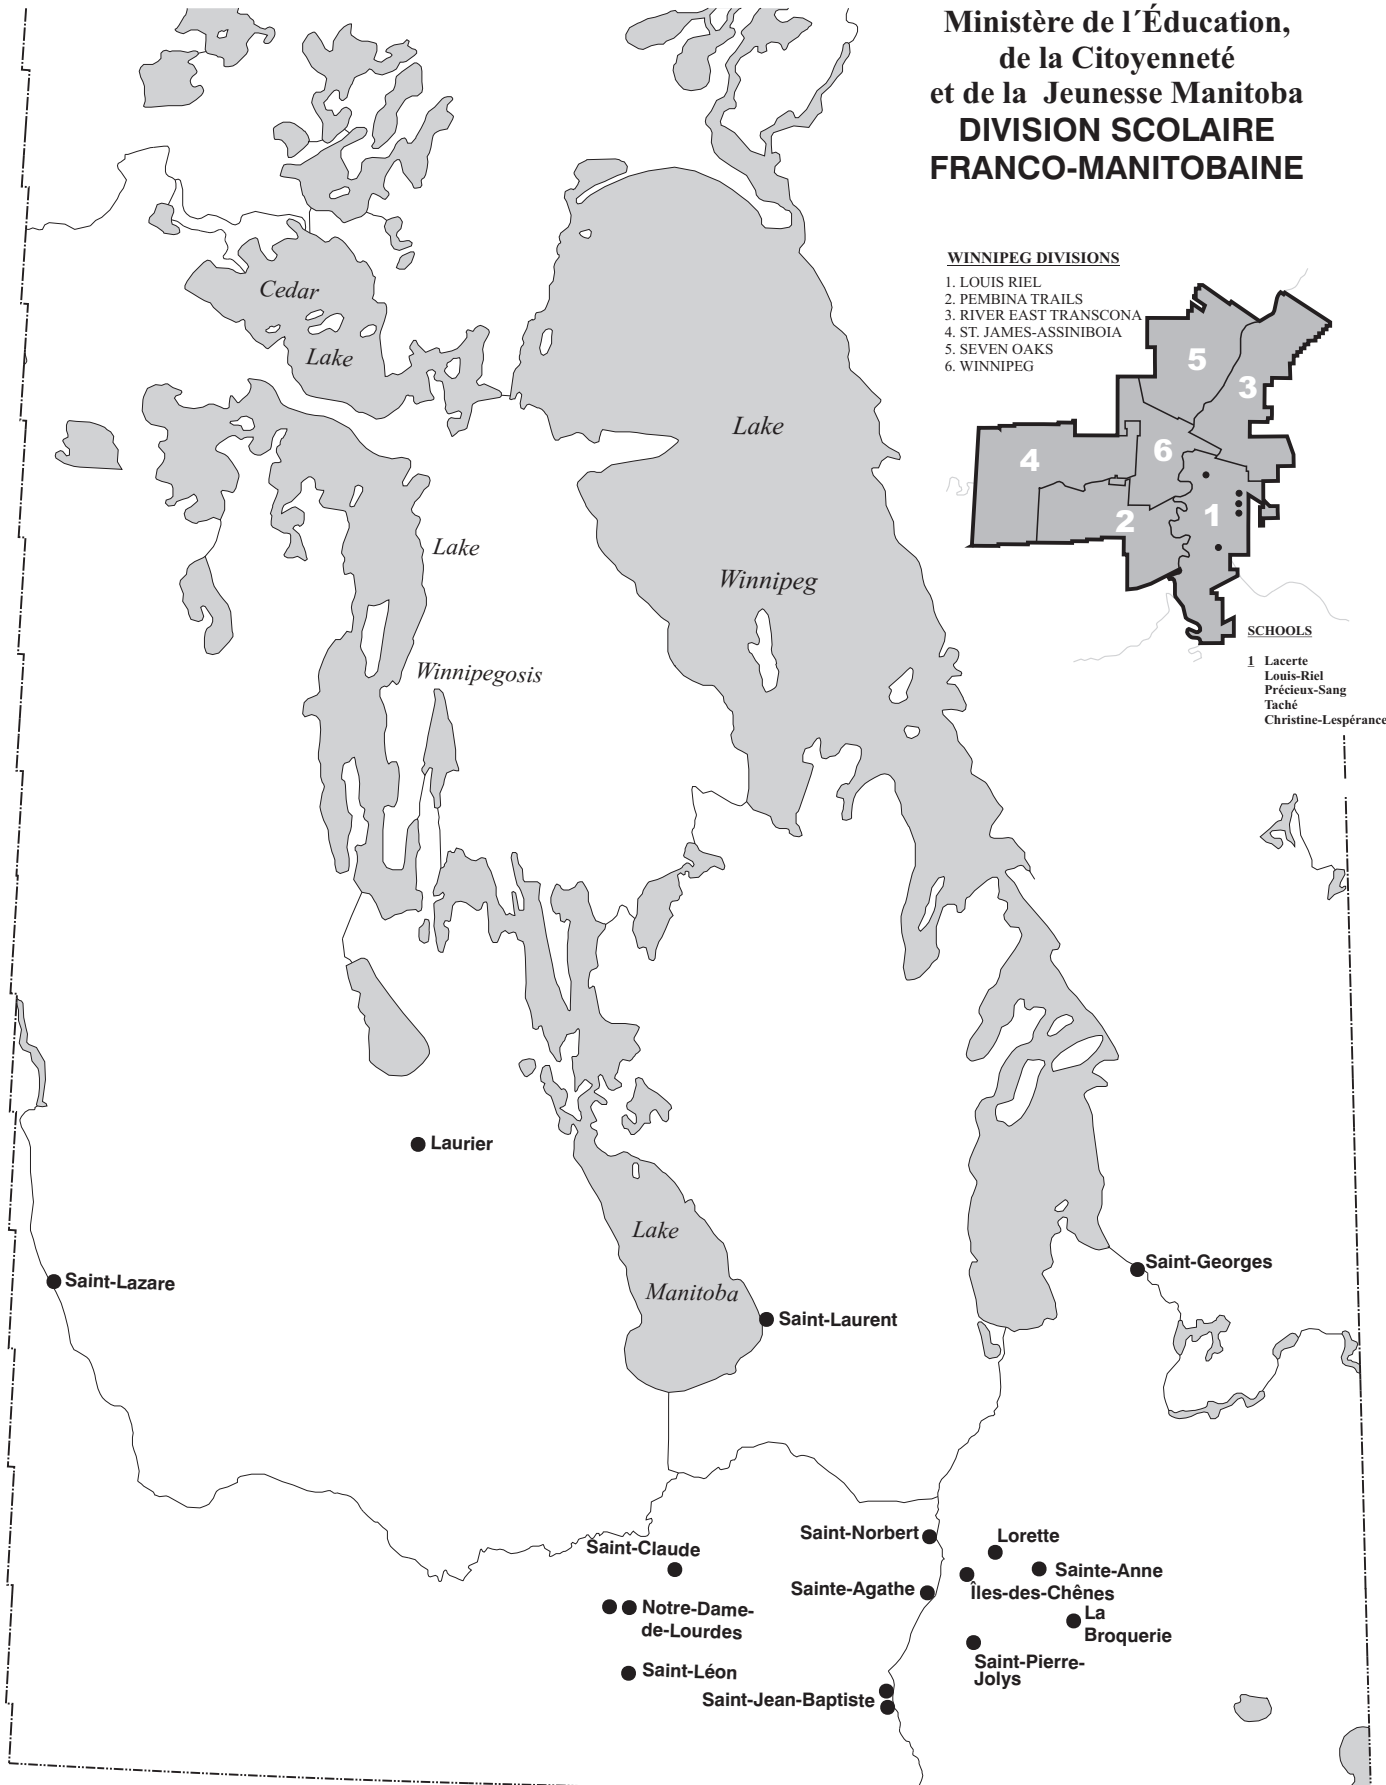 Ministère de l´Éducation,
de la Citoyenneté
et de la Jeunesse Manitoba
DIVISION SCOLAIRE
FRANCO-MANITOBAINE
WINNIPEG DIVISIONS
1. LOUIS RIEL
2. PEMBINA TRAILS
3. RIVER EAST TRANSCONA
4. ST. JAMES-ASSINIBOIA
5. SEVEN OAKS
6. WINNIPEG
5
3
6
4
1
2
SCHOOLS
1 Lacerte
Louis-Riel
Précieux-Sang
Taché
Christine-Lespérance
Cedar
Lake
Lake
Winnipeg
Lake
Winnipegosis
Laurier
Lake
Manitoba
Saint-Georges
Saint-Lazare
Saint-Laurent
Saint-Norbert
Lorette
Saint-Claude
Sainte-Anne
Sainte-Agathe
Îles-des-Chênes
Notre-Dame-
de-Lourdes
La
Broquerie
Saint-Pierre-
Jolys
Saint-Léon
Saint-Jean-Baptiste